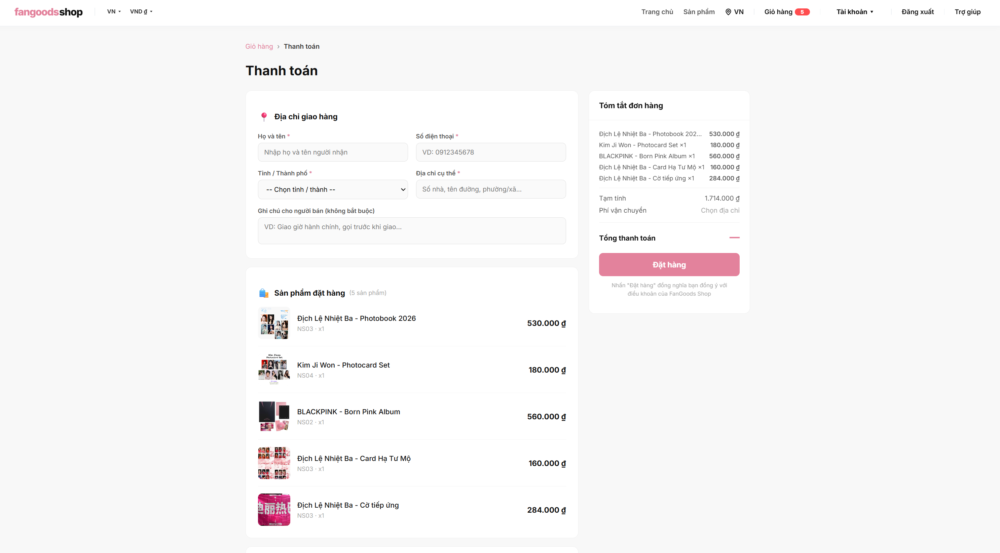 fangoodsshop
VN
VND ₫
Trang chủ
Sản phẩm
VN
Giỏ hàng 5
Tài khoản
Đăng xuất
Trợ giúp
Giỏ hàng › Thanh toán
Thanh toán
Địa chỉ giao hàng
Họ và tên *
Nhập họ và tên người nhận
Số điện thoại *
VD: 0912345678
Tỉnh / Thành phố *
-- Chọn tỉnh / thành --
Địa chỉ cụ thể *
Số nhà, tên đường, phường/xã...
Ghi chú cho người bán (không bắt buộc)
VD: Giao giờ hành chính, gọi trước khi giao...
Sản phẩm đặt hàng (5 sản phẩm)
Địch Lệ Nhiệt Ba - Photobook 2026
NS03 · x1
530.000 ₫
Kim Jiwon
Photocard Set
Kim Ji Won - Photocard Set
NS04 · x1
180.000 ₫
BLACKPINK - Born Pink Album
NS02 · x1
560.000 ₫
Địch Lệ Nhiệt Ba - Card Hạ Tư Mộ
NS03 · x1
160.000 ₫
迪丽热巴
Địch Lệ Nhiệt Ba - Cờ tiếp ứng
NS03 · x1
284.000 ₫
Tóm tắt đơn hàng
Địch Lệ Nhiệt Ba - Photobook 202... 530.000 ₫
Kim Ji Won - Photocard Set ×1 180.000 ₫
BLACKPINK - Born Pink Album ×1 560.000 ₫
Địch Lệ Nhiệt Ba - Card Hạ Tư Mộ ×1 160.000 ₫
Địch Lệ Nhiệt Ba - Cờ tiếp ứng ×1 284.000 ₫
Tạm tính 1.714.000 ₫
Phí vận chuyển Chọn địa chỉ
Tổng thanh toán —
Đặt hàng
Nhấn "Đặt hàng" đồng nghĩa bạn đồng ý với
điều khoản của FanGoods Shop